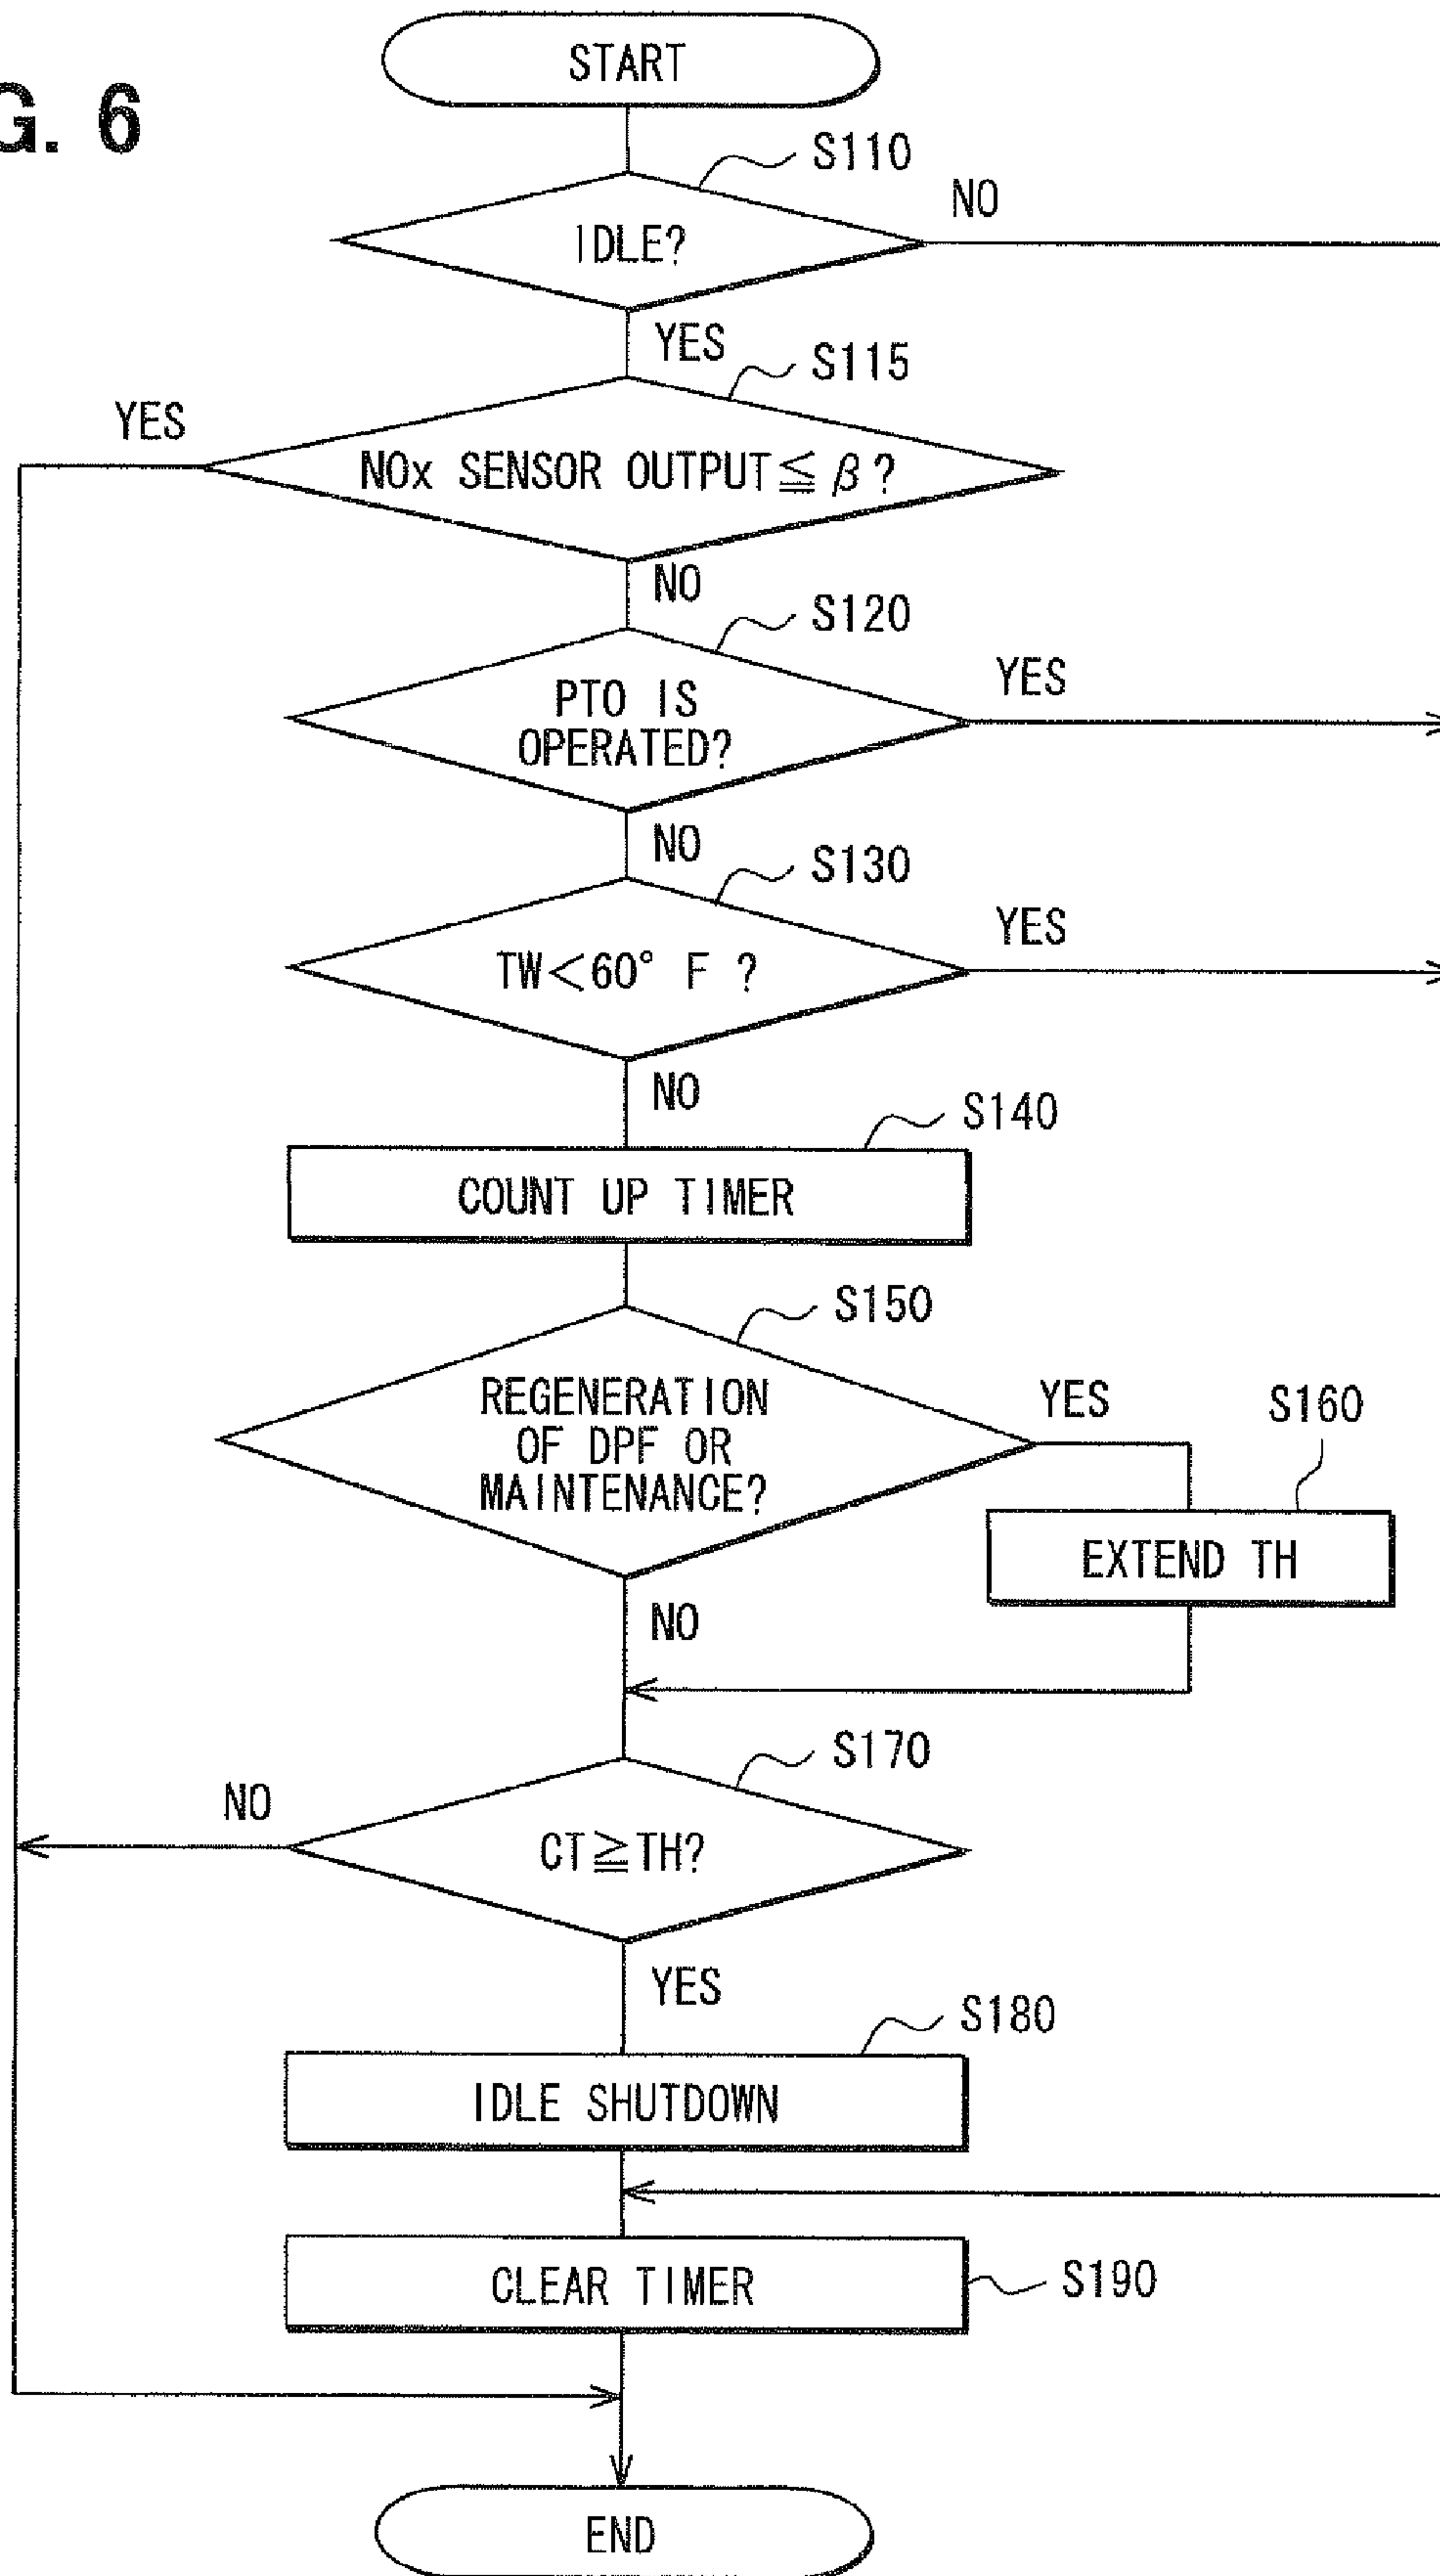 G. 6
START
S110
NO
IDLE?
YES
S115
YES
NOx SENSOR OUTPUT≦β?
NO
S120
YES
PTO IS
OPERATED?
NO
S130
YES
TW<60° F ?
NO
S140
COUNT UP TIMER
S150
REGENERATION
OF DPF OR
MAINTENANCE?
YES
S160
EXTEND TH
NO
S170
NO
CT≧TH?
YES
S180
IDLE SHUTDOWN
CLEAR TIMER
S190
END